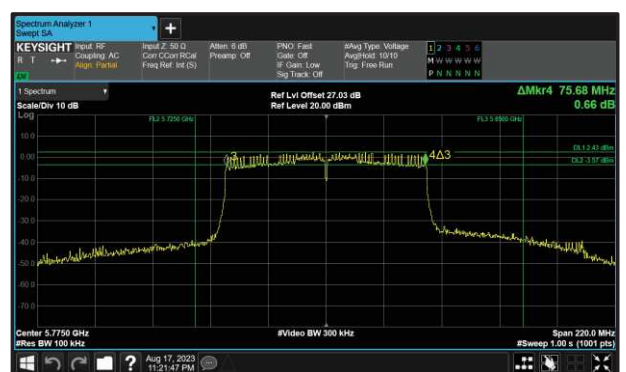 Spectrum Analyzer 1
Swept SA
+
KEYSIGHT
R T
Input: RF
Coupling: AC
Align: Partial
Input Z: 50 Ω
Corr CCorr RCal
Freq Ref: Int (S)
Atten: 6 dB
Preamp: Off
PNO: Fast
Gate: Off
IF Gain: Low
Sig Track: Off
#Avg Type: Voltage
Avg|Hold: 10/10
Trig: Free Run
1 2 3 4 5 6
M W W W W W
P N N N N N
1 Spectrum
Scale/Div 10 dB
Log
Ref Lvl Offset 27.03 dB
Ref Level 20.00 dBm
ΔMkr4 75.68 MHz
0.66 dB
FL2 5.7250 GHz
FL3 5.8500 GHz
10.0
DL1 2.43 dBm
0.00
3
4Δ3
DL2 -3.57 dBm
-10.0
-20.0
-30.0
-40.0
-50.0
-60.0
-70.0
Center 5.7750 GHz
#Video BW 300 kHz
Span 220.0 MHz
#Res BW 100 kHz
#Sweep 1.00 s (1001 pts)
?
Aug 17, 2023
11:21:47 PM